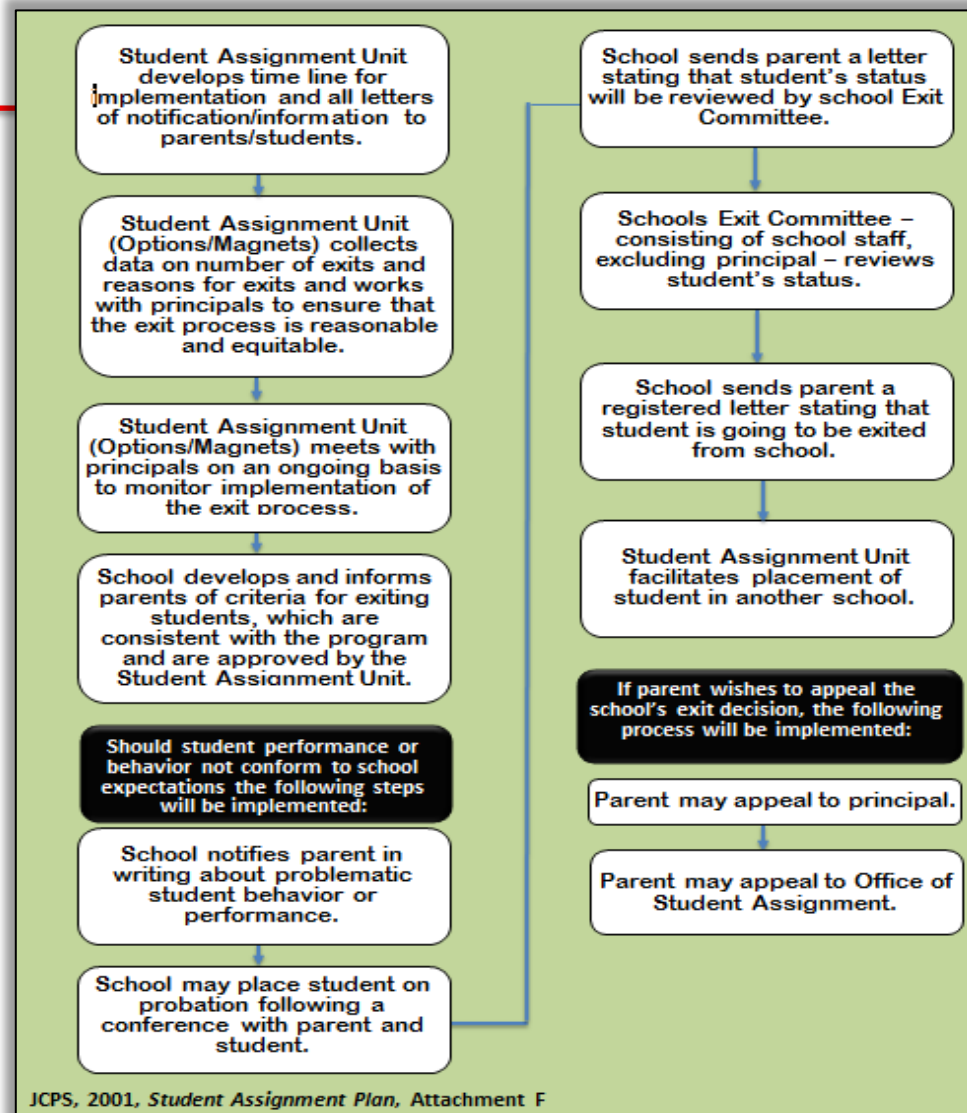 Student Assignment Unit
develops time line for
implementation and all letters
of notification/information to
parents/students.
Student Assignment Unit
(Options/Magnets) collects
data on number of exits and
reasons for exits and works
with principals to ensure that
the exit process is reasonable
and equitable.
Student Assignment Unit
(Options/Magnets) meets with
principals on an ongoing basis
to monitor implementation of
the exit process.
School develops and informs
parents of criteria for exiting
students, which are
consistent with the program
and are approved by the
Student Assignment Unit.
Should student performance or
behavior not conform to school
expectations the following steps
will be implemented:
School notifies parent in
writing about problematic
student behavior or
performance.
School may place student on
probation following a
conference with parent and
student.
School sends parent a letter
stating that student's status
will be reviewed by school Exit
Committee.
Schools Exit Committee –
consisting of school staff,
excluding principal – reviews
student's status.
School sends parent a
registered letter stating that
student is going to be exited
from school.
Student Assignment Unit
facilitates placement of
student in another school.
If parent wishes to appeal the
school's exit decision, the following
process will be implemented:
Parent may appeal to principal.
Parent may appeal to Office of
Student Assignment.
JCPS, 2001, Student Assignment Plan, Attachment F